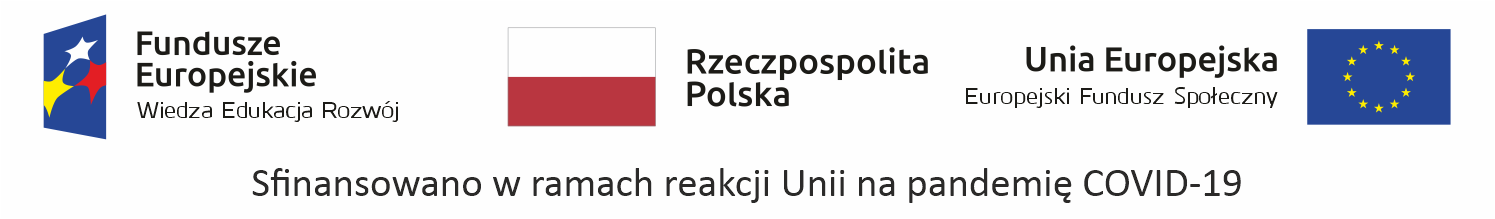 Fundusze
Europejskie
Wiedza Edukacja Rozwój
Rzeczpospolita
Polska
Unia Europejska
Europejski Fundusz Społeczny
Sfinansowano w ramach reakcji Unii na pandemię COVID-19